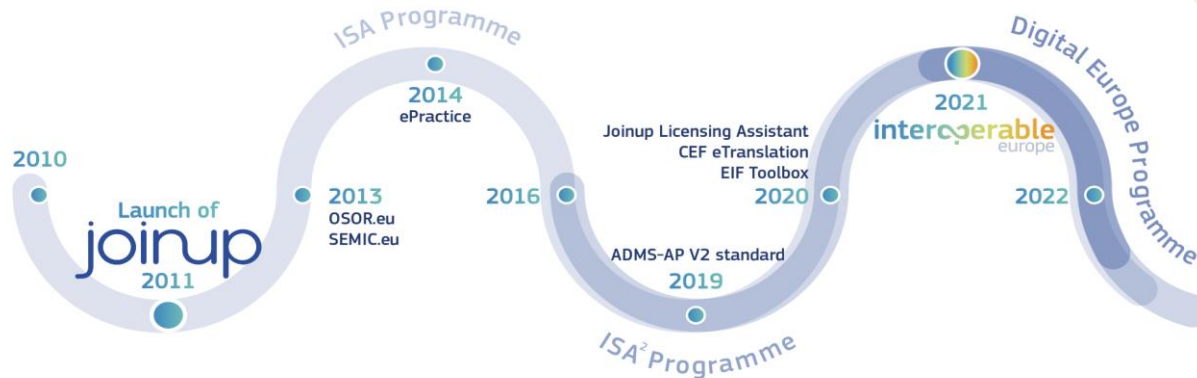 2010
Launch of
joinup
2011
2013
OSOR.eu
SEMIC.eu
ISA Programme
2014
ePractice
2016
ADMS-AP V2 standard
2019
ISA² Programme
Joinup Licensing Assistant
CEF eTranslation
EIF Toolbox
2020
2021
interoperable
europe
2022
Digital Europe Programme